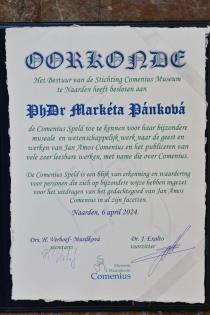 OORKONDE
Het Bestuur van de Stichting Comenius Museum
te Naarden heeft besloten aan
PhDr Markéta Pánková
de Comenius Speld toe te kennen voor haar bijzondere
museale en wetenschappelijk werk naar de geest en
werken van Jan Amos Comenius en het publiceren van
vele zeer leesbare werken, met name die over Comenius.
De Comenius Speld is een blijk van erkenning en waardering
voor personen die zich op bijzondere wijze hebben ingezet
voor het uitdragen van het gedachtegoed van Jan Amos
Comenius in al zijn facetten.
Naarden, 6 april 2024
Drs. H. Verhoef- Musílková
secretaris
Dr. J. Exalto
voorzitter
Museum
Comenius